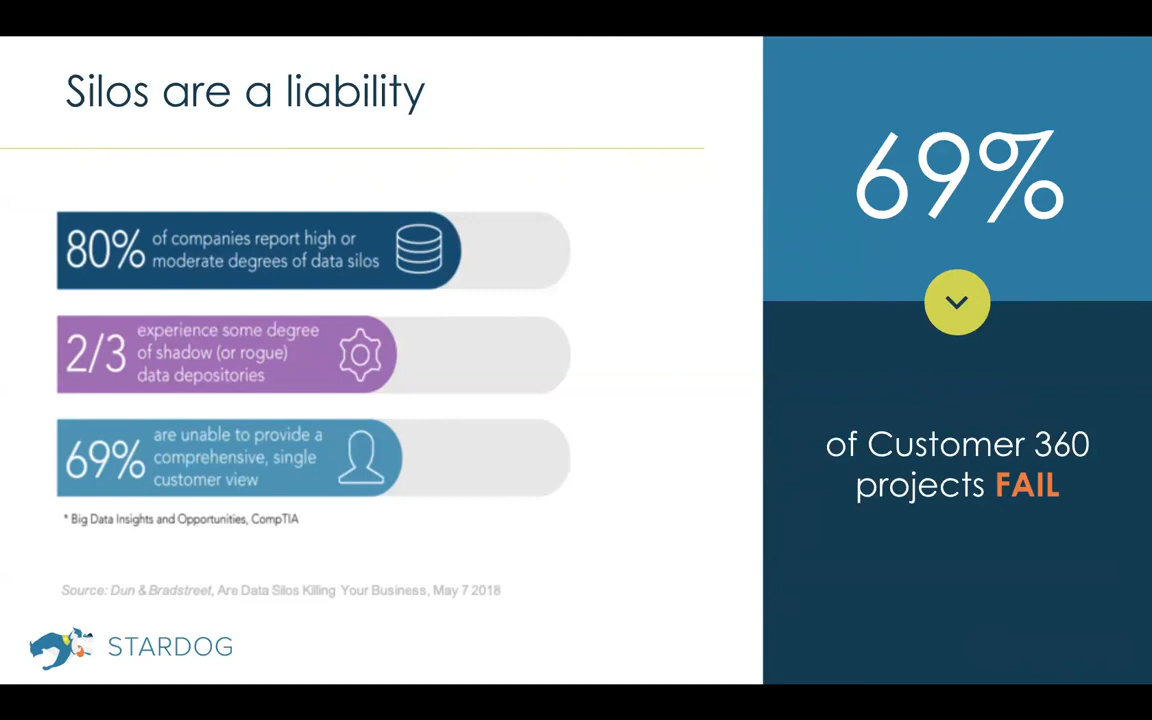 Silos are a liability
80% of companies report high or
moderate degrees of data silos
2/3 experience some degree
of shadow (or rogue)
data depositories
69% are unable to provide a
comprehensive, single
customer view
* Big Data Insights and Opportunities, CompTIA
Source: Dun & Bradstreet, Are Data Silos Killing Your Business, May 7 2018
STARDOG
69%
of Customer 360
projects FAIL